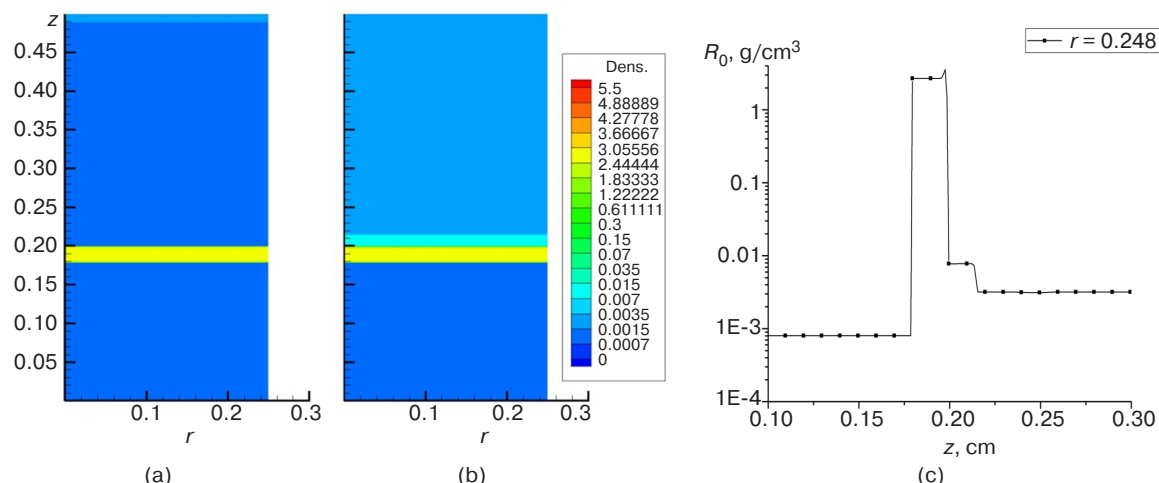 z
0.45
0.40
0.35
0.30
0.25
0.20
0.15
0.10
0.05
0.1 0.2 0.3
r
(a)
0.1 0.2 0.3
r
(b)
Dens.
5.5
4.88889
4.27778
3.66667
3.05556
2.44444
1.83333
1.22222
0.611111
0.3
0.15
0.07
0.035
0.015
0.007
0.0035
0.0015
0.0007
0
R₀, g/cm³
r = 0.248
1
0.1
0.01
1E-3
1E-4
0.10 0.15 0.20 0.25 0.30
z, cm
(c)